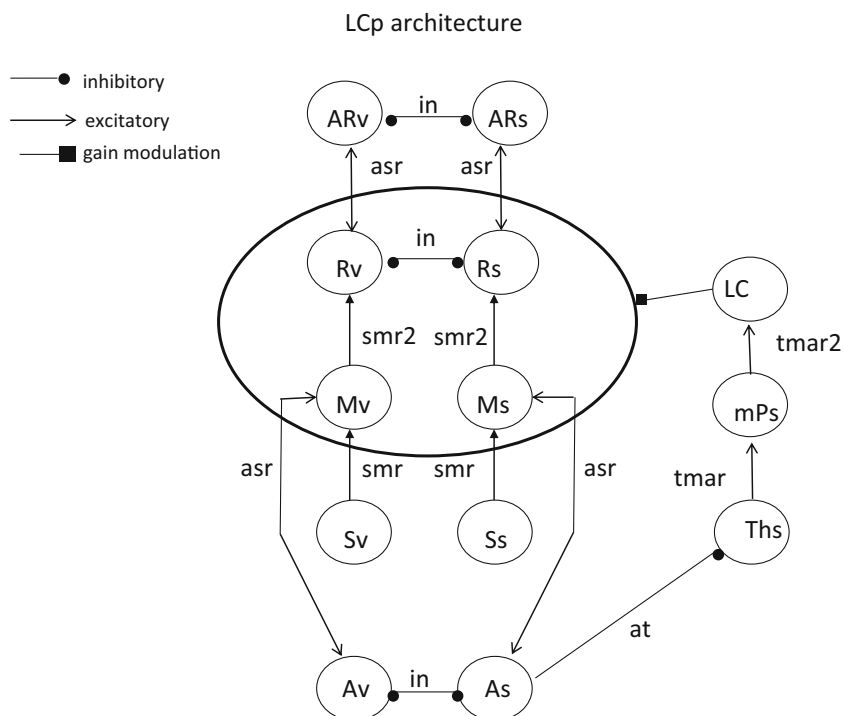 LCp architecture
inhibitory
excitatory
gain modulation
ARv
in
ARs
asr
asr
Rv
in
Rs
LC
smr2
smr2
tmar2
Mv
Ms
mPs
asr
smr
smr
asr
tmar
Sv
Ss
Ths
at
Av
in
As